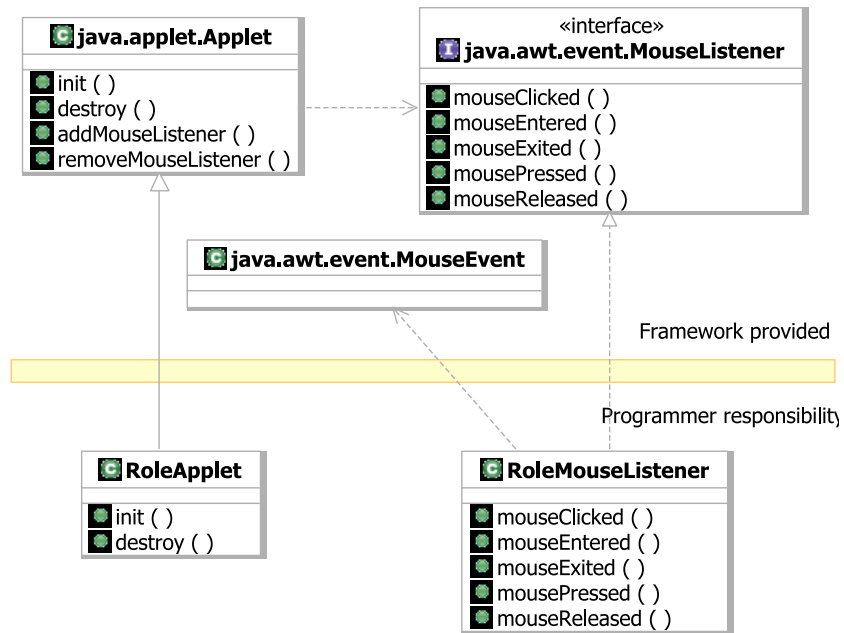 java.applet.Applet
init ( )
destroy ( )
addMouseListener ( )
removeMouseListener ( )
«interface»
java.awt.event.MouseListener
mouseClicked ( )
mouseEntered ( )
mouseExited ( )
mousePressed ( )
mouseReleased ( )
java.awt.event.MouseEvent
Framework provided
Programmer responsibility
RoleApplet
init ( )
destroy ( )
RoleMouseListener
mouseClicked ( )
mouseEntered ( )
mouseExited ( )
mousePressed ( )
mouseReleased ( )